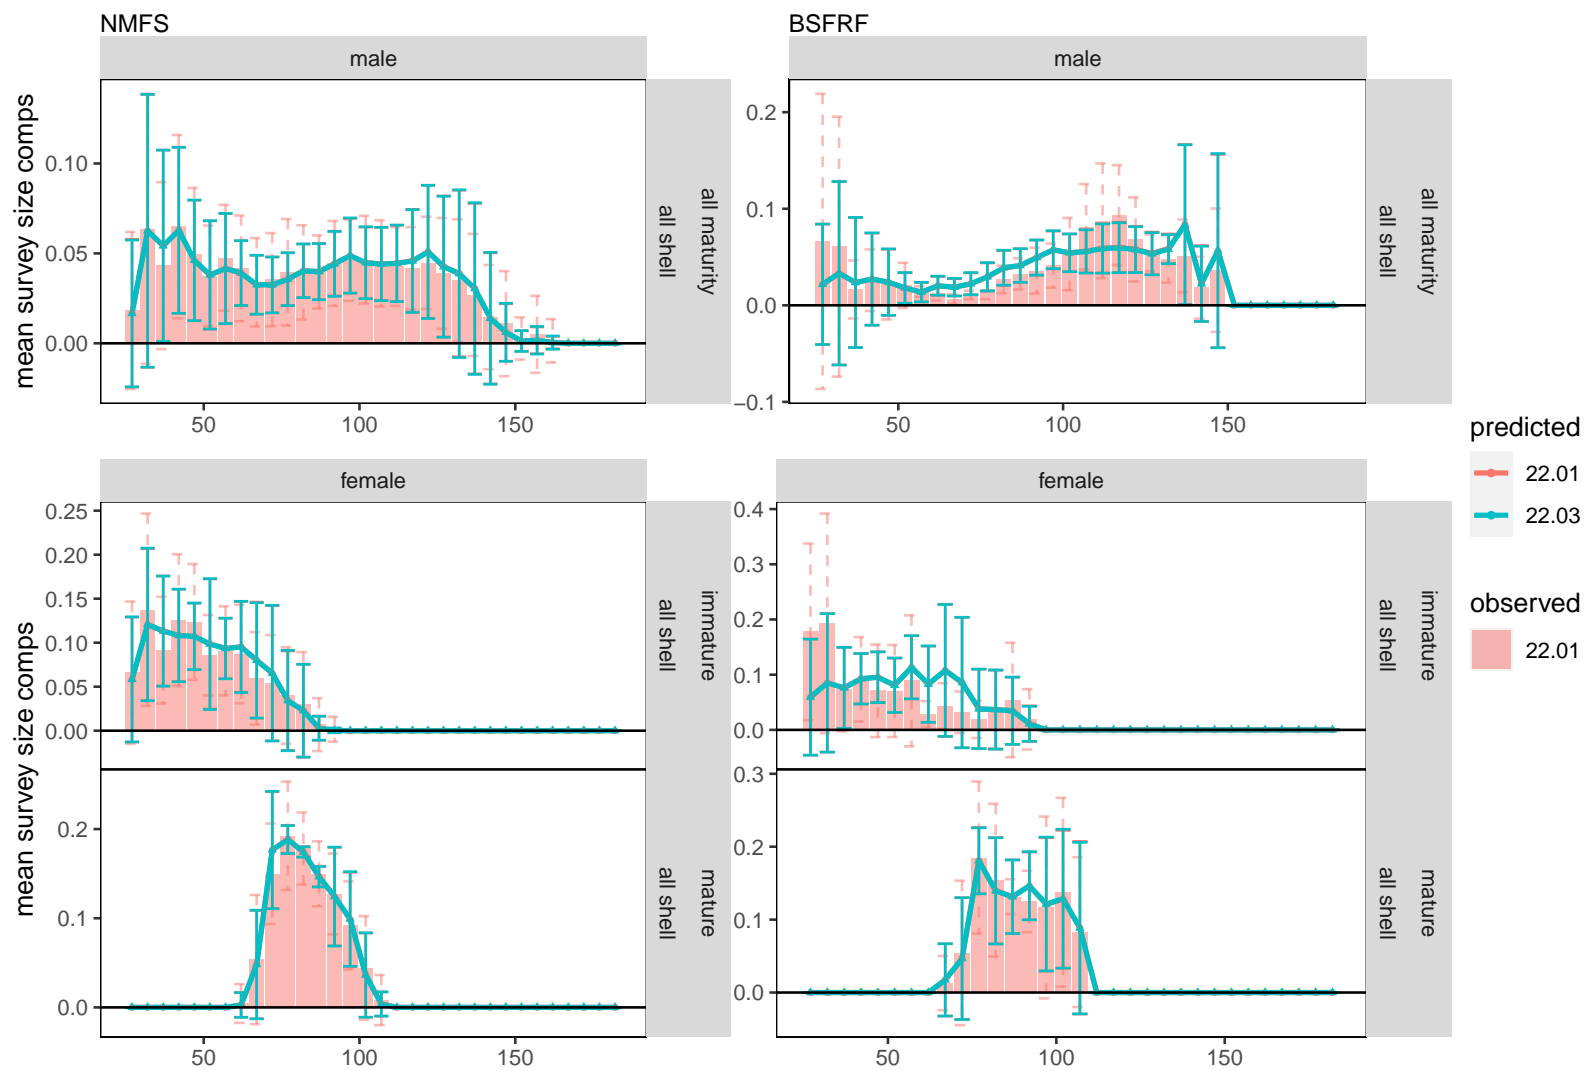 NMFS
BSFRF
male
male
mean survey size comps
0.10
0.05
0.00
all maturity
all shell
0.2
0.1
0.0
−0.1
all maturity
all shell
50
100
150
50
100
150
female
female
mean survey size comps
0.25
0.20
0.15
0.10
0.05
0.00
immature
all shell
0.4
0.3
0.2
0.1
0.0
immature
all shell
0.2
0.1
0.0
mature
all shell
0.3
0.2
0.1
0.0
mature
all shell
50
100
150
50
100
150
predicted
22.01
22.03
observed
22.01